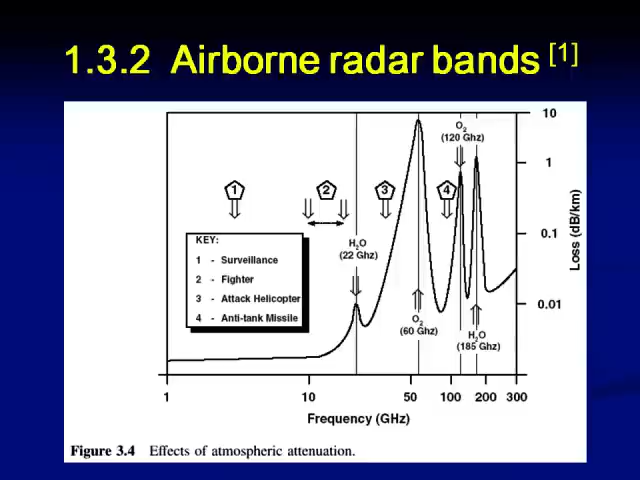 1.3.2 Airborne radar bands [1]
10
O2
(120 Ghz)
1
1
2
3
4
Loss (dB/km)
KEY:
1 - Surveillance
2 - Fighter
3 - Attack Helicopter
4 - Anti-tank Missile
H2O
(22 Ghz)
0.1
0.01
O2
(60 Ghz)
H2O
(185 Ghz)
1
10
50
100
200
300
Frequency (GHz)
Figure 3.4 Effects of atmospheric attenuation.